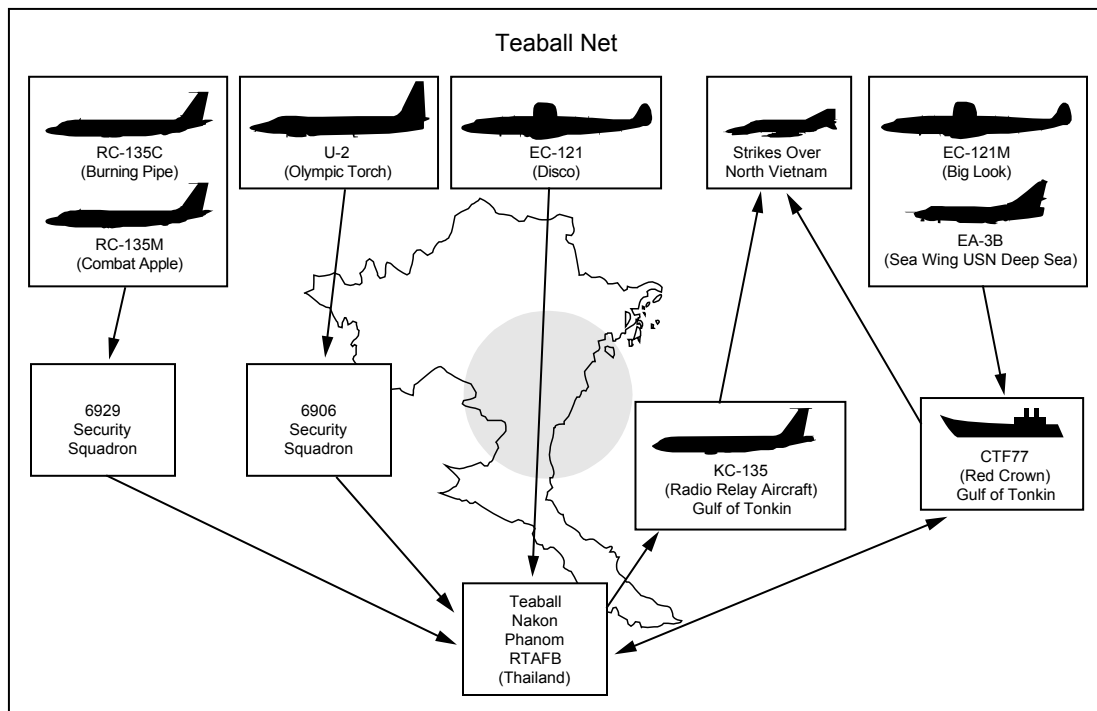 Teaball Net
RC-135C
(Burning Pipe)
RC-135M
(Combat Apple)
U-2
(Olympic Torch)
EC-121
(Disco)
Strikes Over
North Vietnam
EC-121M
(Big Look)
EA-3B
(Sea Wing USN Deep Sea)
6929
Security
Squadron
6906
Security
Squadron
KC-135
(Radio Relay Aircraft)
Gulf of Tonkin
CTF77
(Red Crown)
Gulf of Tonkin
Teaball
Nakon
Phanom
RTAFB
(Thailand)